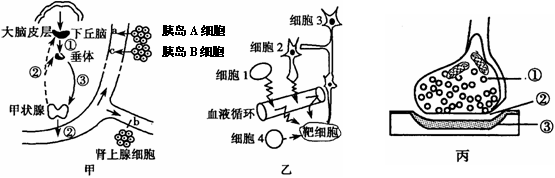 大脑皮层
下丘脑
①
垂体
②
③
甲状腺
②
a
c
b
胰岛A细胞
胰岛B细胞
肾上腺细胞
甲
细胞3
细胞2
细胞1
血液循环
细胞4
靶细胞
乙
①
②
③
丙